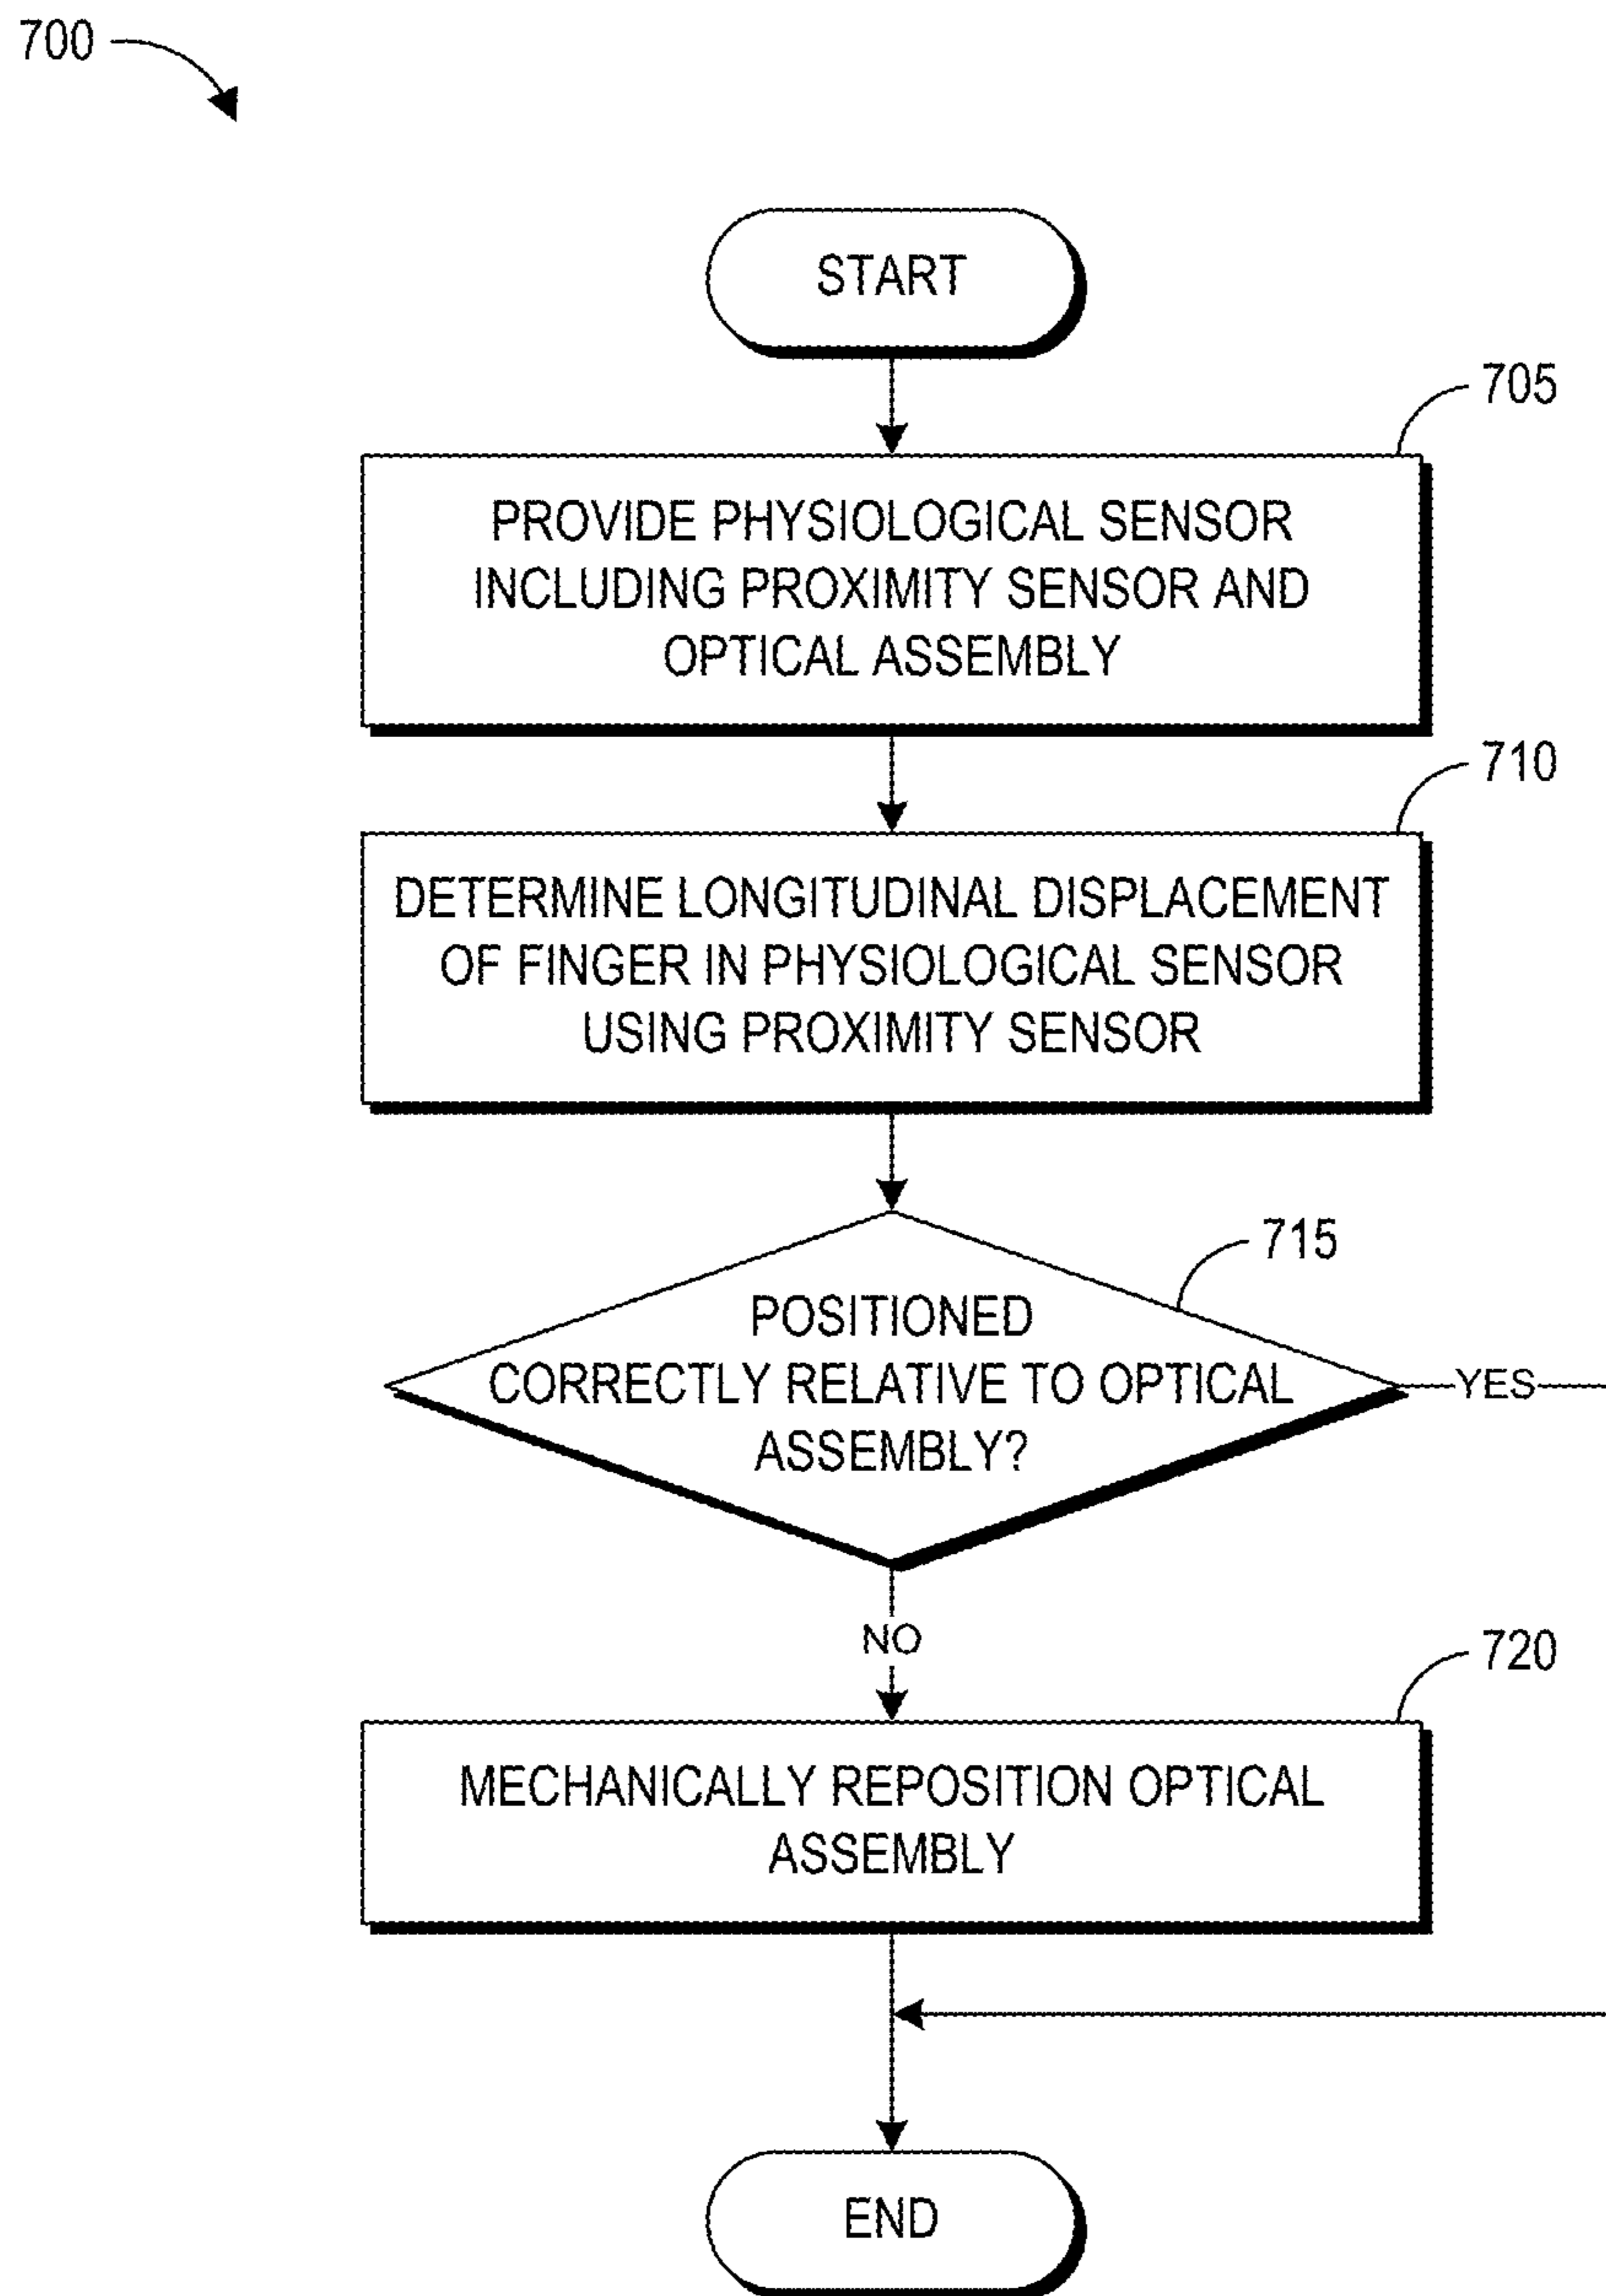 700
START
705
PROVIDE PHYSIOLOGICAL SENSOR
INCLUDING PROXIMITY SENSOR AND
OPTICAL ASSEMBLY
710
DETERMINE LONGITUDINAL DISPLACEMENT
OF FINGER IN PHYSIOLOGICAL SENSOR
USING PROXIMITY SENSOR
715
POSITIONED
CORRECTLY RELATIVE TO OPTICAL
ASSEMBLY?
YES
NO
720
MECHANICALLY REPOSITION OPTICAL
ASSEMBLY
END